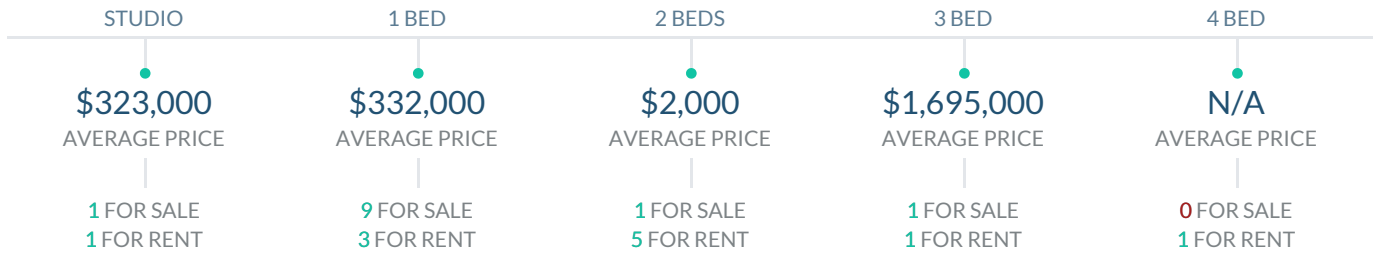 STUDIO
$323,000
AVERAGE PRICE
1 FOR SALE
1 FOR RENT
1 BED
$332,000
AVERAGE PRICE
9 FOR SALE
3 FOR RENT
2 BEDS
$2,000
AVERAGE PRICE
1 FOR SALE
5 FOR RENT
3 BED
$1,695,000
AVERAGE PRICE
1 FOR SALE
1 FOR RENT
4 BED
N/A
AVERAGE PRICE
0 FOR SALE
1 FOR RENT